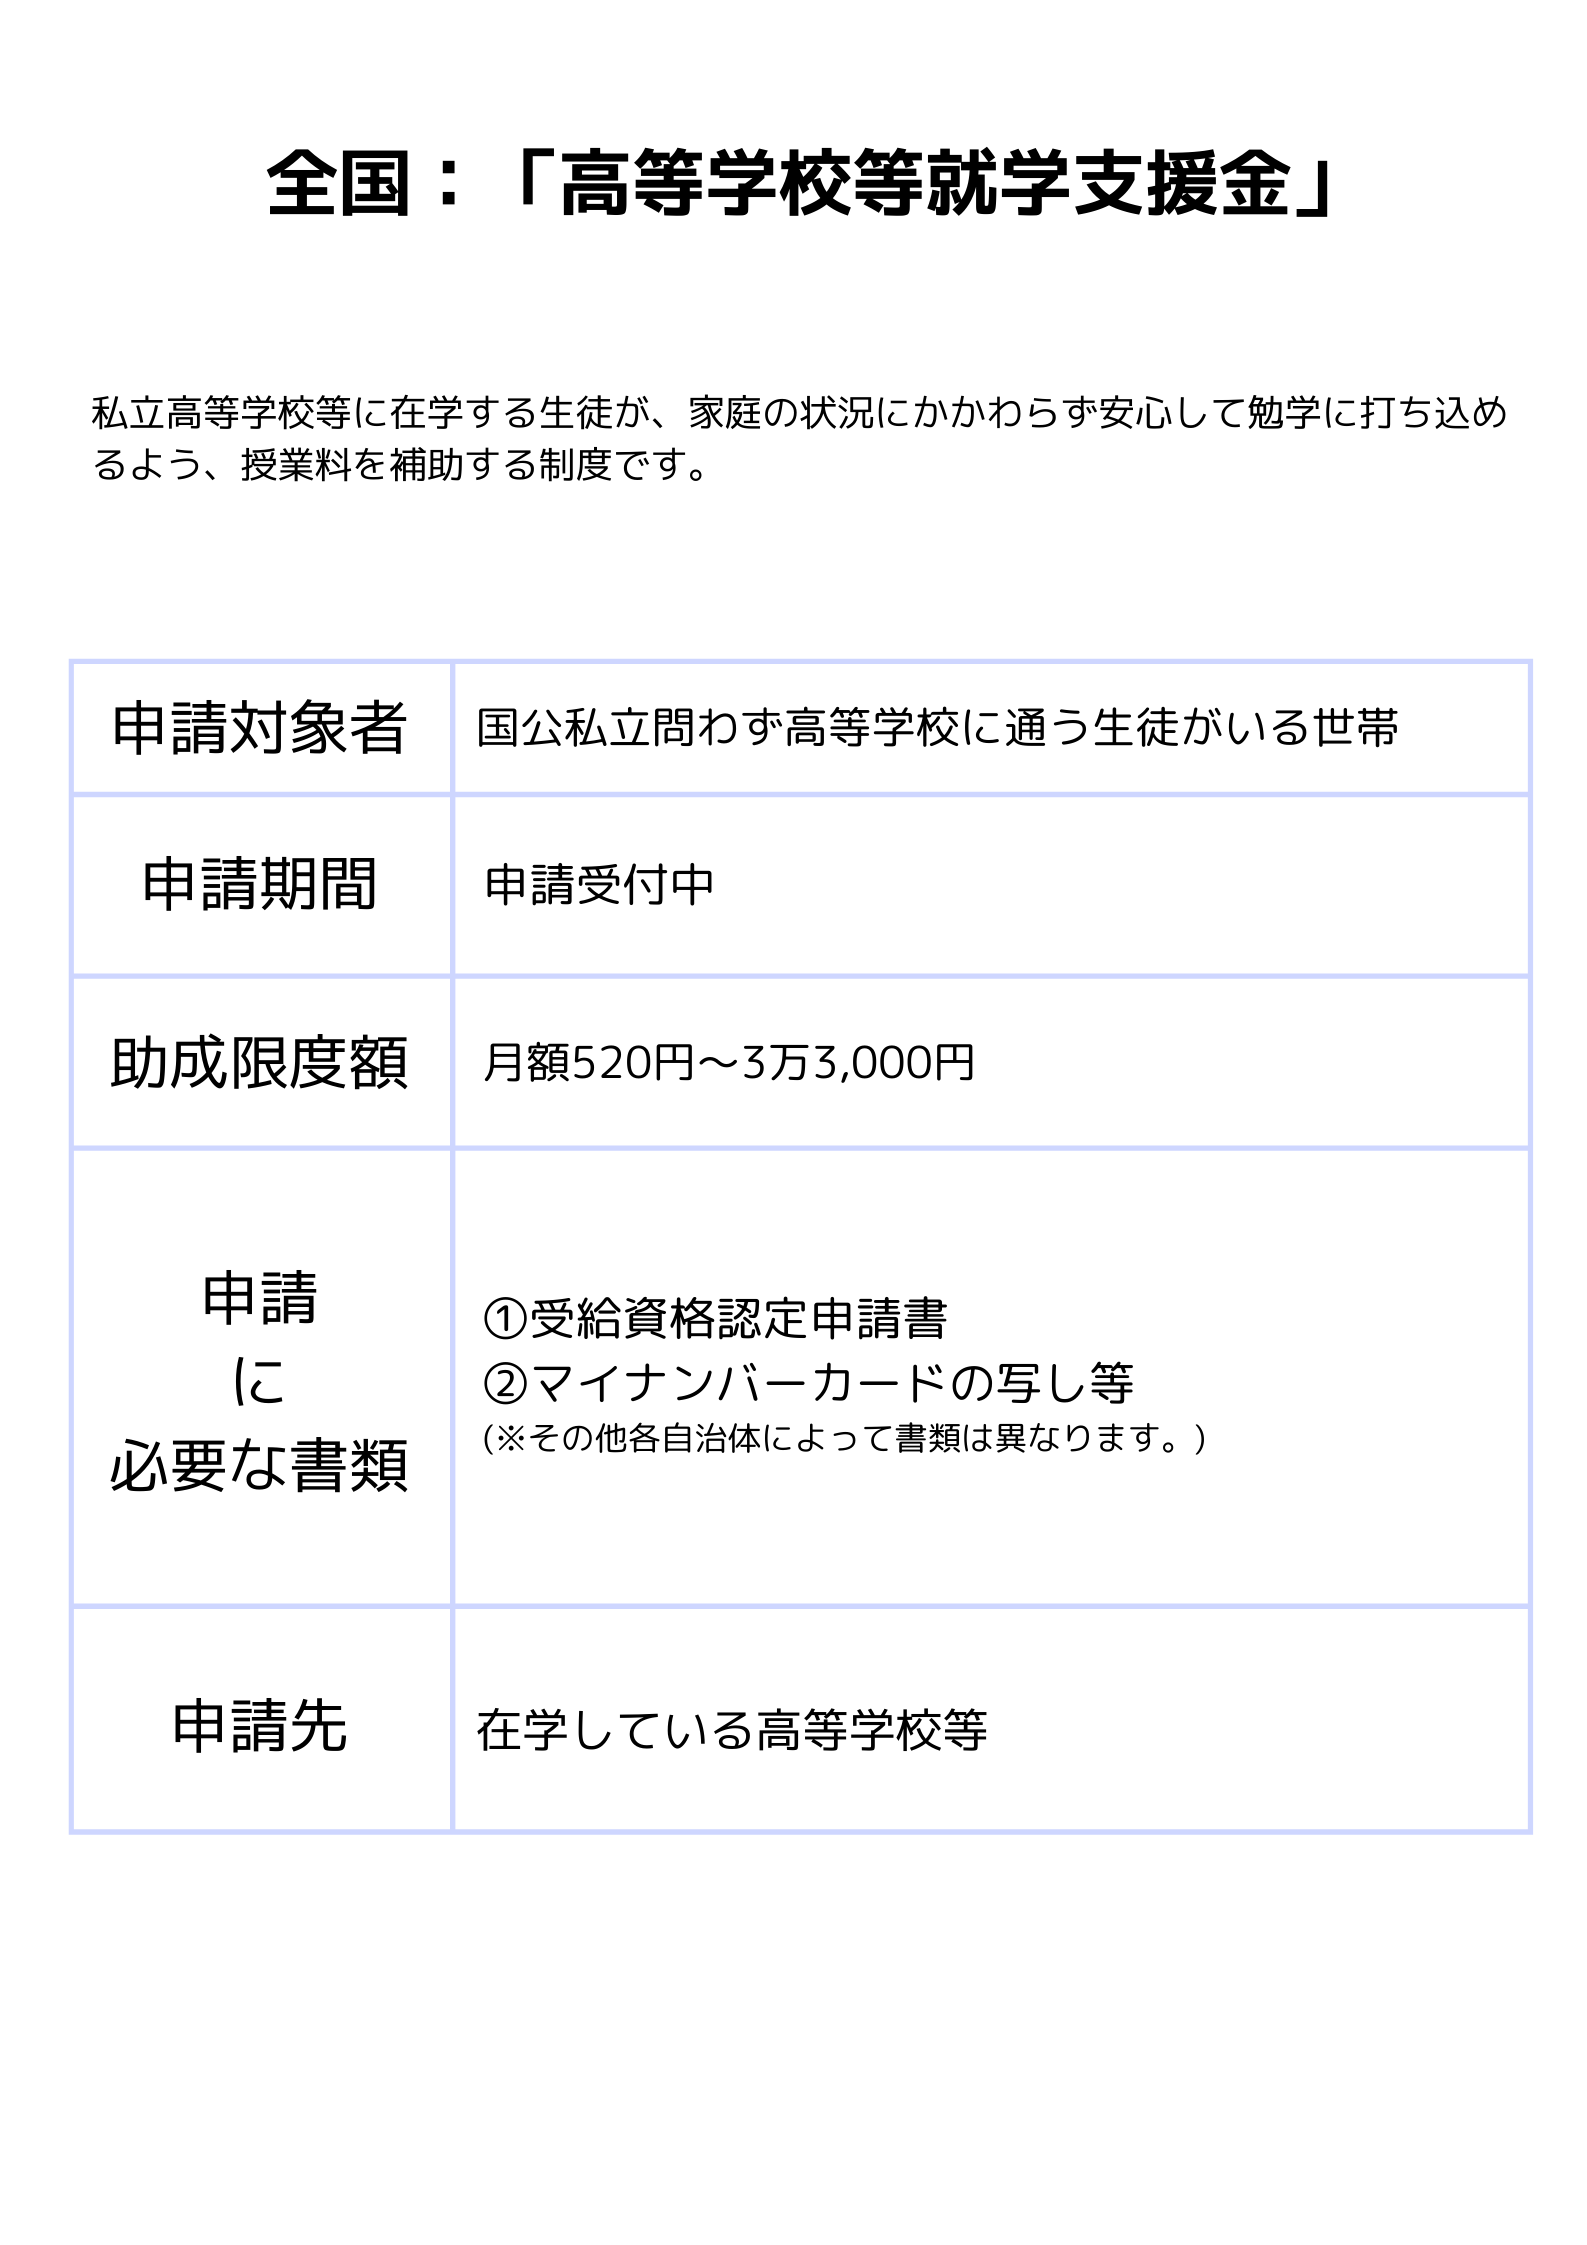 全国：「高等学校等就学支援金」
私立高等学校等に在学する生徒が、家庭の状況にかかわらず安心して勉学に打ち込め
るよう、授業料を補助する制度です。
申請対象者
国公私立問わず高等学校に通う生徒がいる世帯
申請期間
申請受付中
助成限度額
月額520円～3万3,000円
申請
に
必要な書類
①受給資格認定申請書
②マイナンバーカードの写し等
(※その他各自治体によって書類は異なります。)
申請先
在学している高等学校等